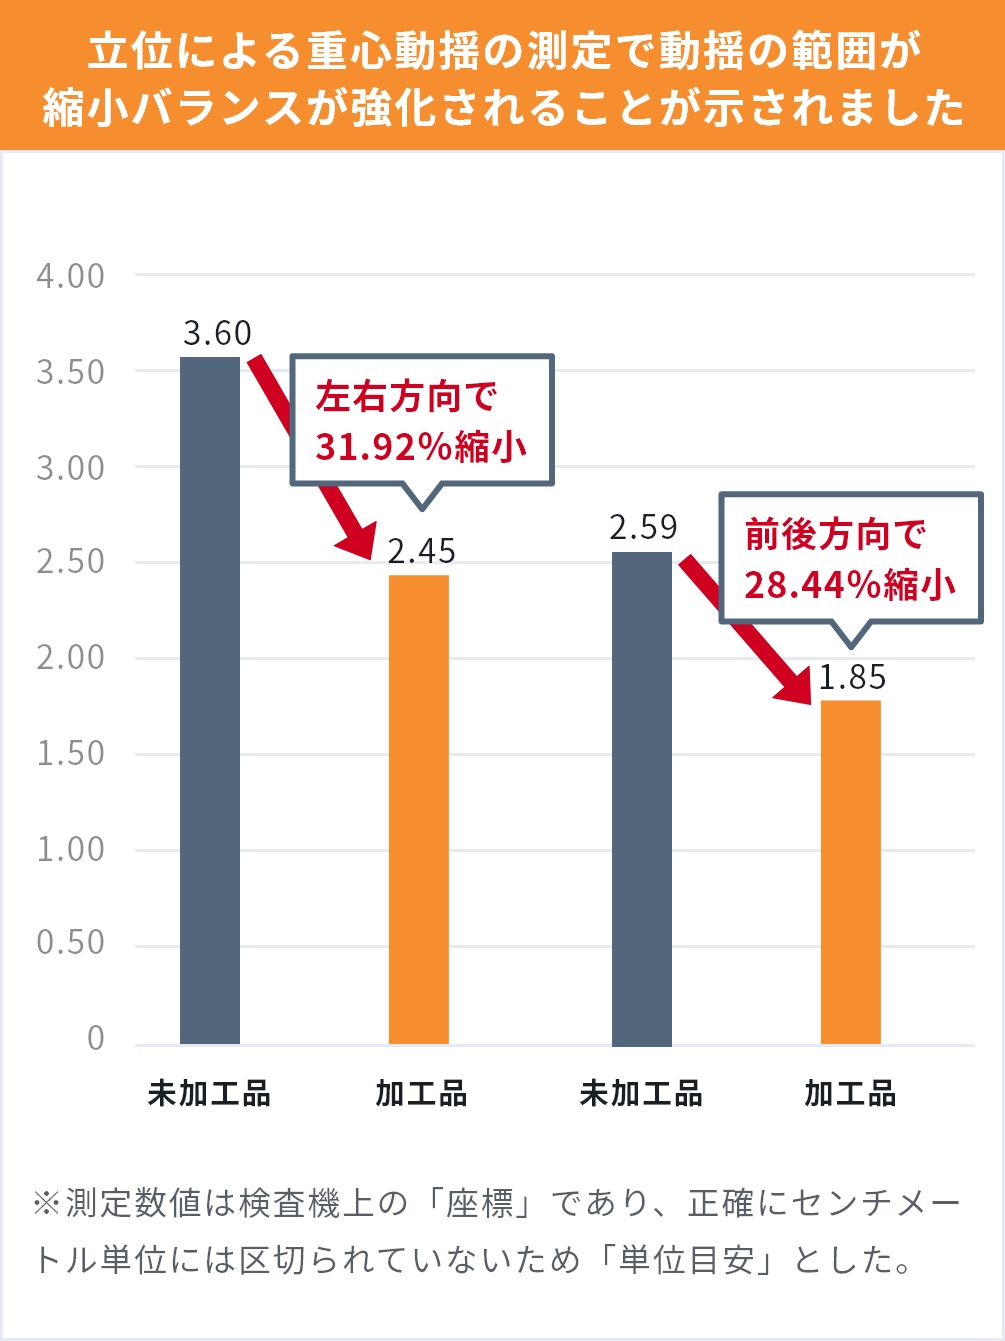 立位による重心動揺の測定で動揺の範囲が
縮小バランスが強化されることが示されました
4.00
3.50
3.00
2.50
2.00
1.50
1.00
0.50
0
3.60
左右方向で
31.92%縮小
2.45
2.59
前後方向で
28.44%縮小
1.85
未加工品
加工品
未加工品
加工品
※測定数値は検査機上の「座標」であり、正確にセンチメー
トル単位には区切られていないため「単位目安」とした。